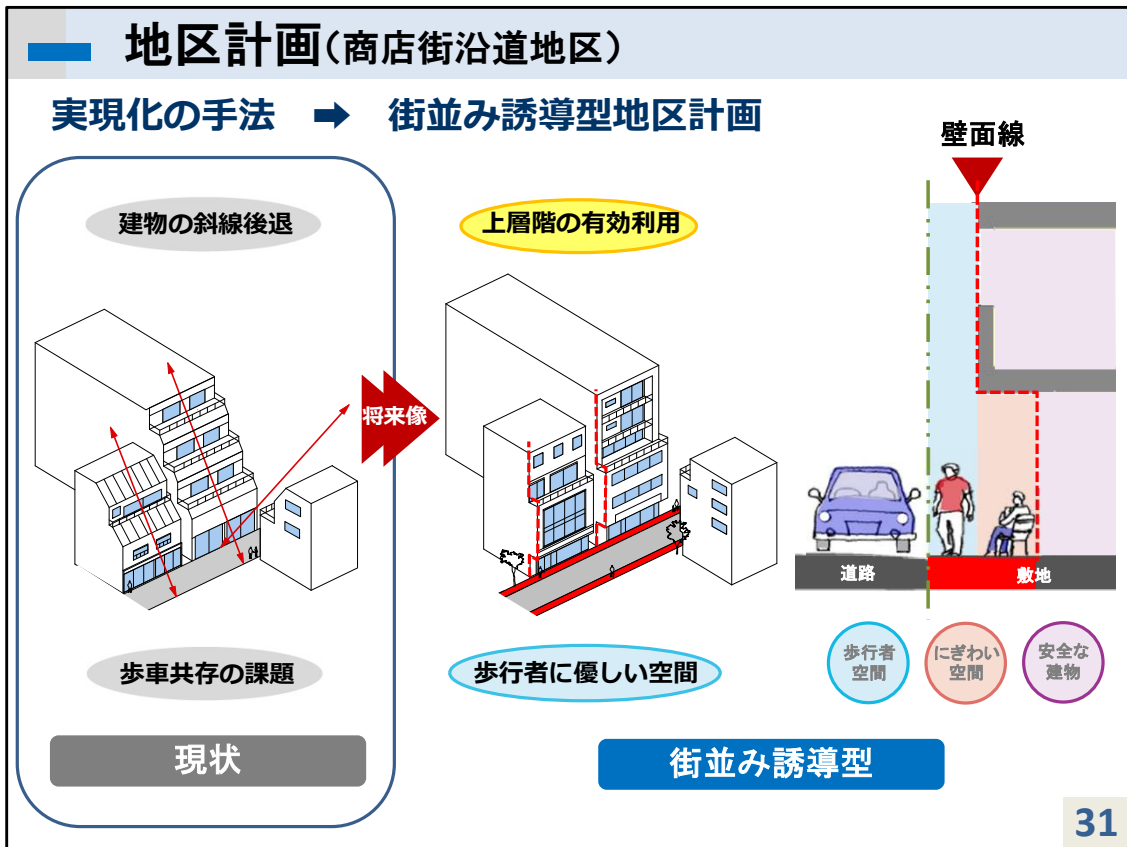 地区計画(商店街沿道地区)
実現化の手法 ➡ 街並み誘導型地区計画
建物の斜線後退
上層階の有効利用
壁面線
将来像
道路
敷地
歩車共存の課題
歩行者に優しい空間
歩行者
空間
にぎわい
空間
安全な
建物
現状
街並み誘導型
31